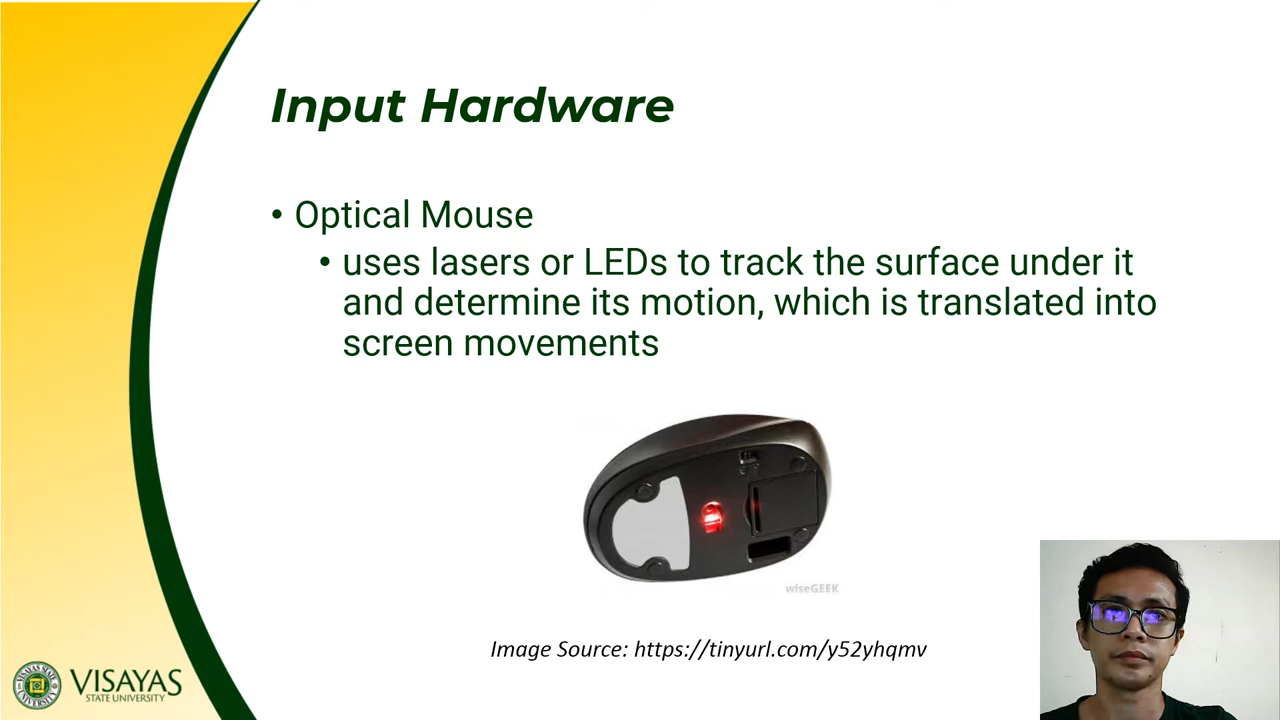 Input Hardware
• Optical Mouse
• uses lasers or LEDs to track the surface under it
and determine its motion, which is translated into
screen movements
wiseGEEK
Image Source: https://tinyurl.com/y52yhqmv
VISAYAS
STATE UNIVERSITY